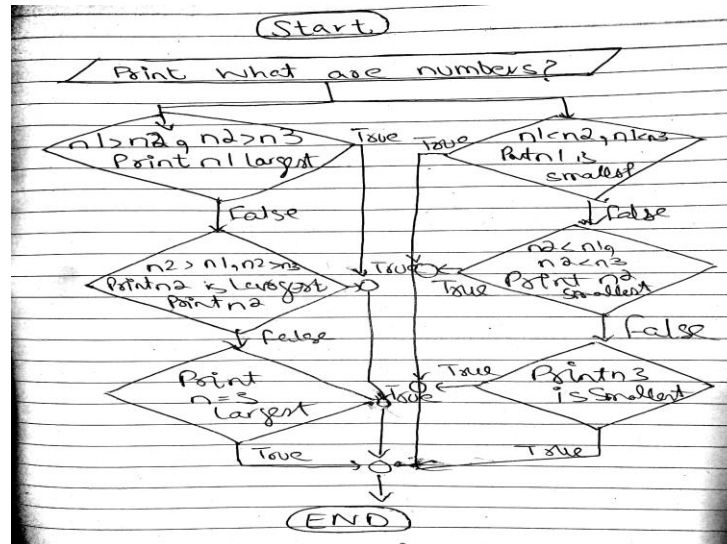 Start
Print what are numbers?
n1>n2, n2>n3
Print n1 largest
True
True
n1<n2, n1<n3
Print n1 is
smallest
False
False
n2>n1, n2>n3
Print n2 is largest
Print n2
True
n2<n1,
n2<n3
Print n2
smallest
True
False
False
Print
n=3
largest
True
True
Print n3
is smallest
True
True
END